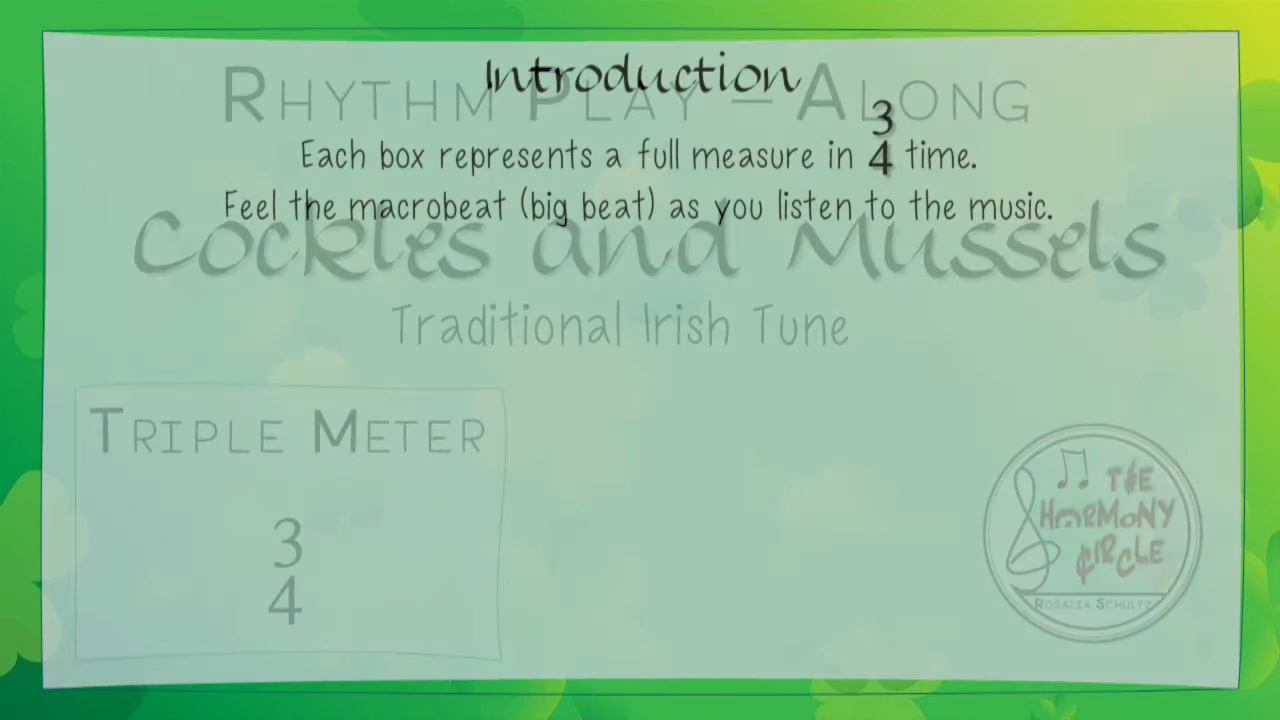 Introduction
Rhythm Play – Along
Each box represents a full measure in 3/4 time.
Feel the macrobeat (big beat) as you listen to the music.
Cockles and Mussels
Traditional Irish Tune
Triple Meter
3
4
The
Harmony
Circle
Rosalia Schultz